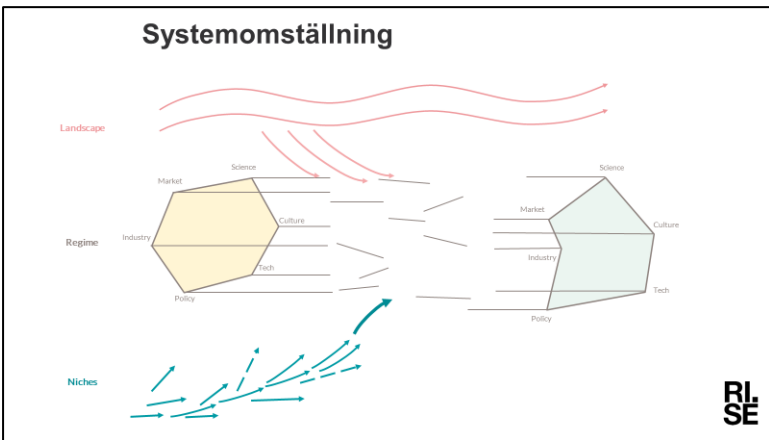 Systemomställning
Landscape
Science
Market
Culture
Industry
Tech
Policy
Regime
Science
Market
Culture
Industry
Tech
Policy
Niches
RI.
SE